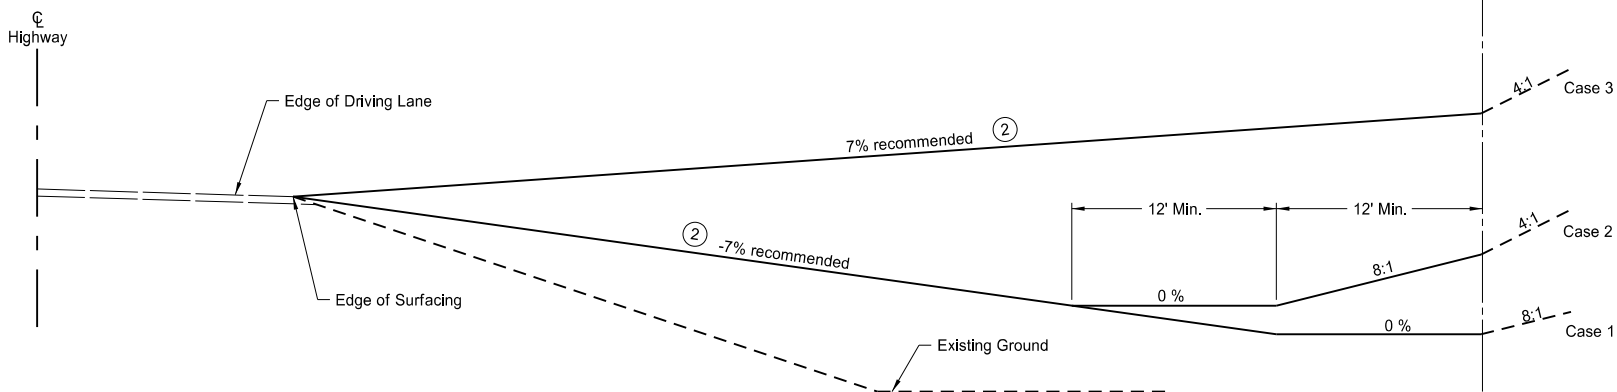 ℄
Highway
Edge of Driving Lane
4:1
Case 3
7% recommended
2
12' Min.
12' Min.
4:1
Case 2
2
-7% recommended
8:1
Edge of Surfacing
0 %
8:1
0 %
Case 1
Existing Ground